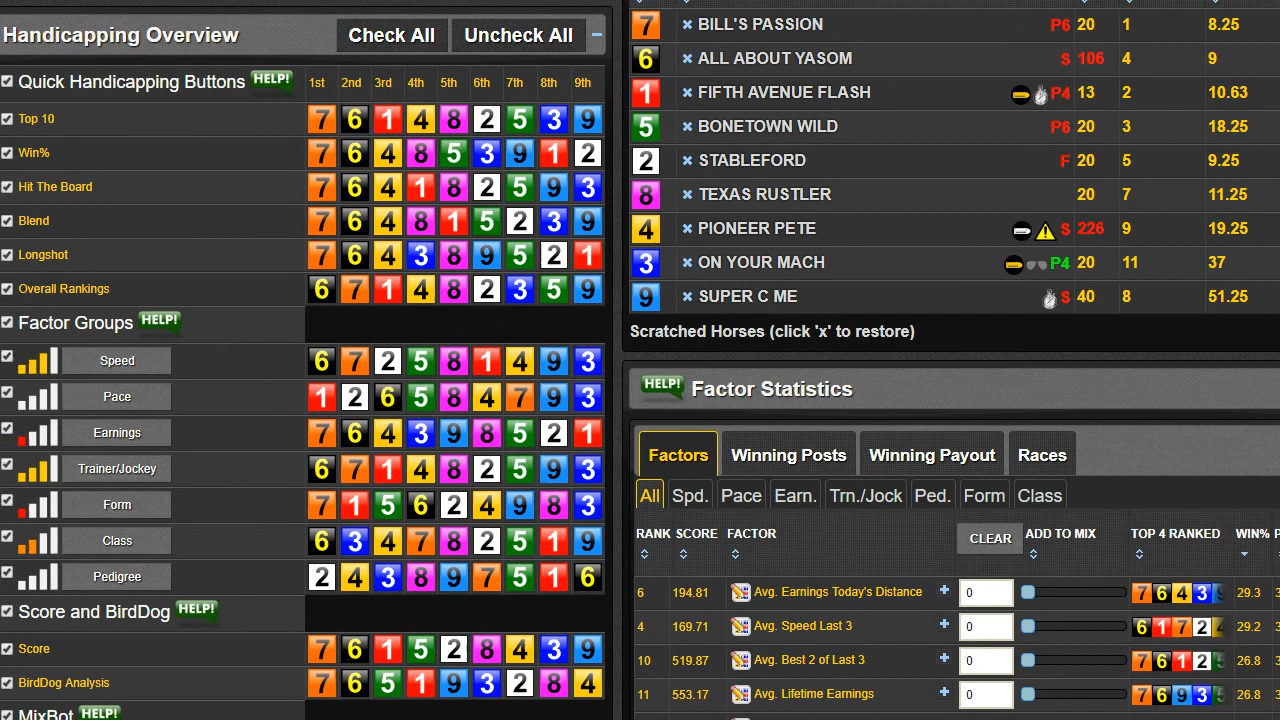 Handicapping Overview Check All Uncheck All
Quick Handicapping Buttons HELP! 1st 2nd 3rd 4th 5th 6th 7th 8th 9th
Top 10 7 6 1 4 8 2 5 3 9
Win% 7 6 4 8 5 3 9 1 2
Hit The Board 7 6 4 1 8 2 5 9 3
Blend 7 6 4 8 1 5 2 3 9
Longshot 7 6 4 3 8 9 5 2 1
Overall Rankings 6 7 1 4 8 2 3 5 9
Factor Groups HELP!
Speed 6 7 2 5 8 1 4 9 3
Pace 1 2 6 5 8 4 7 9 3
Earnings 7 6 4 3 9 8 5 2 1
Trainer/Jockey 6 7 1 4 8 2 5 9 3
Form 7 1 5 6 2 4 9 8 3
Class 6 3 4 7 8 2 5 1 9
Pedigree 2 4 3 8 9 7 5 1 6
Score and BirdDog HELP!
Score 7 6 1 5 2 8 4 3 9
BirdDog Analysis 7 6 5 1 9 3 2 8 4
MixBot HELP!
7 × BILL'S PASSION P6 20 1 8.25
6 × ALL ABOUT YASOM S 106 4 9
1 × FIFTH AVENUE FLASH P4 13 2 10.63
5 × BONETOWN WILD P6 20 3 18.25
2 × STABLEFORD F 20 5 9.25
8 × TEXAS RUSTLER 20 7 11.25
4 × PIONEER PETE S 226 9 19.25
3 × ON YOUR MACH P4 20 11 37
9 × SUPER C ME S 40 8 51.25
Scratched Horses (click 'x' to restore)
HELP! Factor Statistics
Factors Winning Posts Winning Payout Races
All Spd. Pace Earn. Trn./Jock Ped. Form Class
RANK SCORE FACTOR CLEAR ADD TO MIX TOP 4 RANKED WIN%
6 194.81 Avg. Earnings Today's Distance + 0 7 6 4 3 9 29.3
4 169.71 Avg. Speed Last 3 + 0 6 1 7 2 4 29.2
10 519.87 Avg. Best 2 of Last 3 + 0 7 6 1 2 5 26.8
11 553.17 Avg. Lifetime Earnings + 0 7 6 9 3 5 26.8